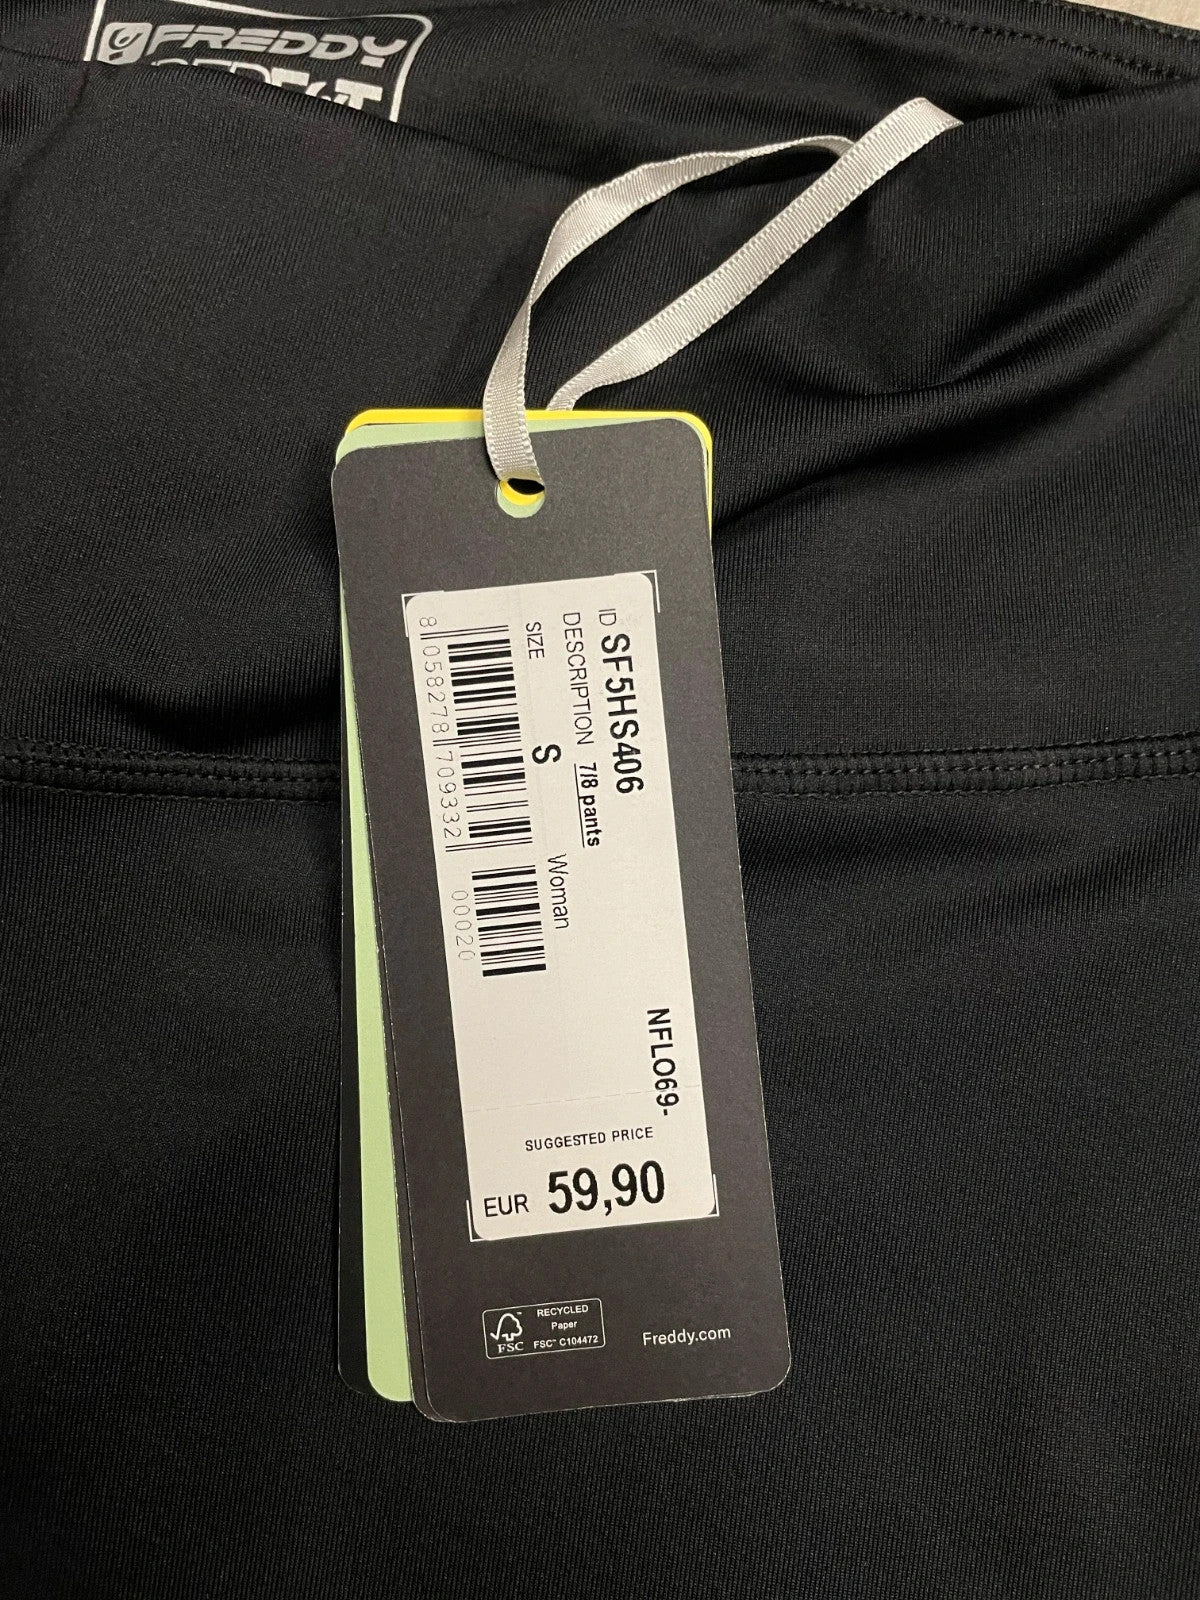 FREDDY
ID SF5HS406
DESCRIPTION 7/8 pants
SIZE S Woman
8 058278 709332
00020
NFLO69-
SUGGESTED PRICE
EUR 59,90
RECYCLED
Paper
FSC™ C104472
FSC
Freddy.com